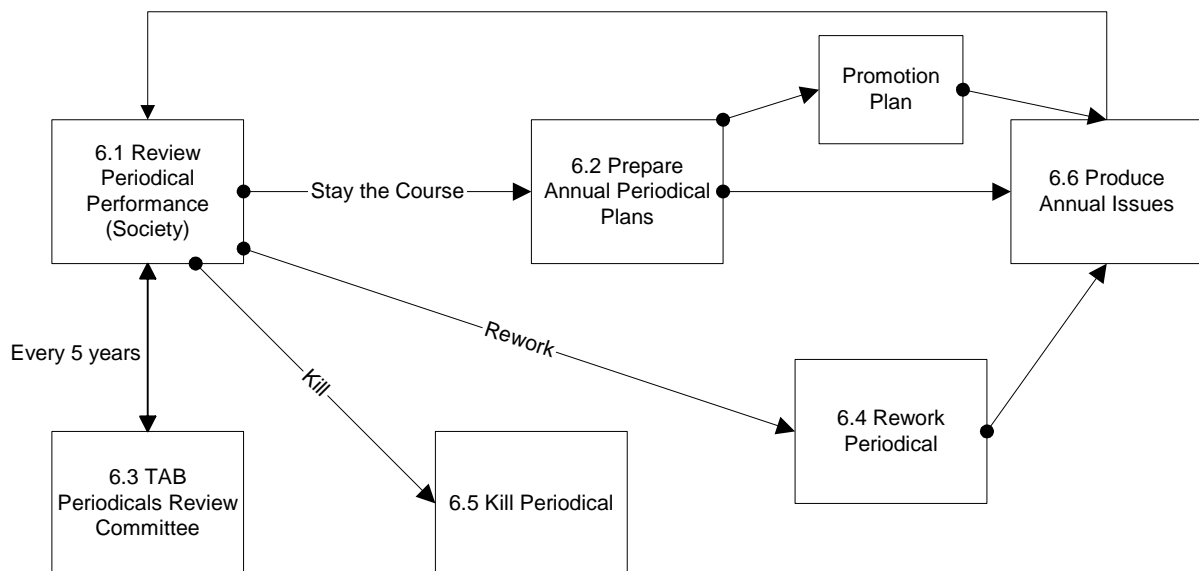 Promotion
Plan
6.1 Review
Periodical
Performance
(Society)
Stay the Course
6.2 Prepare
Annual Periodical
Plans
6.6 Produce
Annual Issues
Rework
Every 5 years
Kill
6.4 Rework
Periodical
6.3 TAB
Periodicals Review
Committee
6.5 Kill Periodical